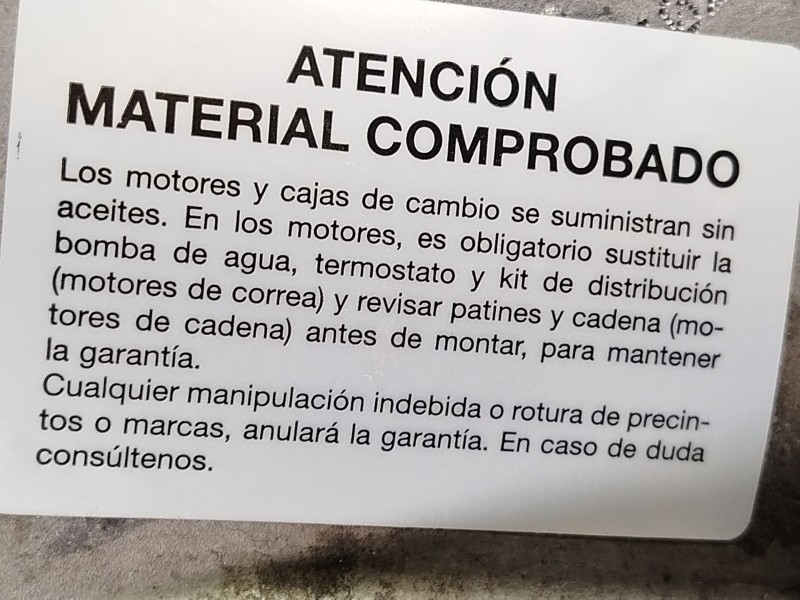 ATENCIÓN
MATERIAL COMPROBADO
Los motores y cajas de cambio se suministran sin
aceites. En los motores, es obligatorio sustituir la
bomba de agua, termostato y kit de distribución
(motores de correa) y revisar patines y cadena (mo-
tores de cadena) antes de montar, para mantener
la garantía.
Cualquier manipulación indebida o rotura de precin-
tos o marcas, anulará la garantía. En caso de duda
consúltenos.